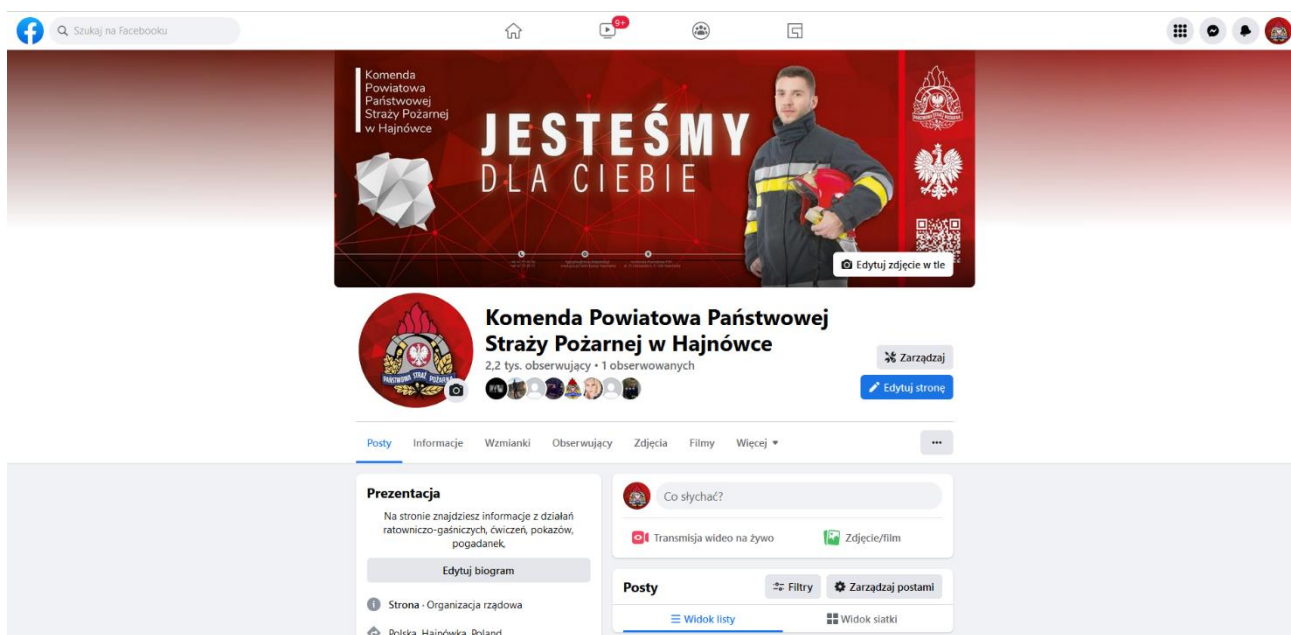 Szukaj na Facebooku
9+
Komenda
Powiatowa
Państwowej
Straży Pożarnej
w Hajnówce
JESTEŚMY
DLA CIEBIE
Edytuj zdjęcie w tle
PAŃSTWOWA STRAŻ POŻARNA
Komenda Powiatowa Państwowej
Straży Pożarnej w Hajnówce
2,2 tys. obserwujący • 1 obserwowanych
Zarządzaj
Edytuj stronę
Posty Informacje Wzmianki Obserwujący Zdjęcia Filmy Więcej
Prezentacja
Na stronie znajdziesz informacje z działań
ratowniczo-gaśniczych, ćwiczeń, pokazów,
pogadanek,
Edytuj biogram
Strona · Organizacja rządowa
Polska, Hajnówka, Poland
Co słychać?
Transmisja wideo na żywo
Zdjęcie/film
Posty
Filtry
Zarządzaj postami
Widok listy
Widok siatki